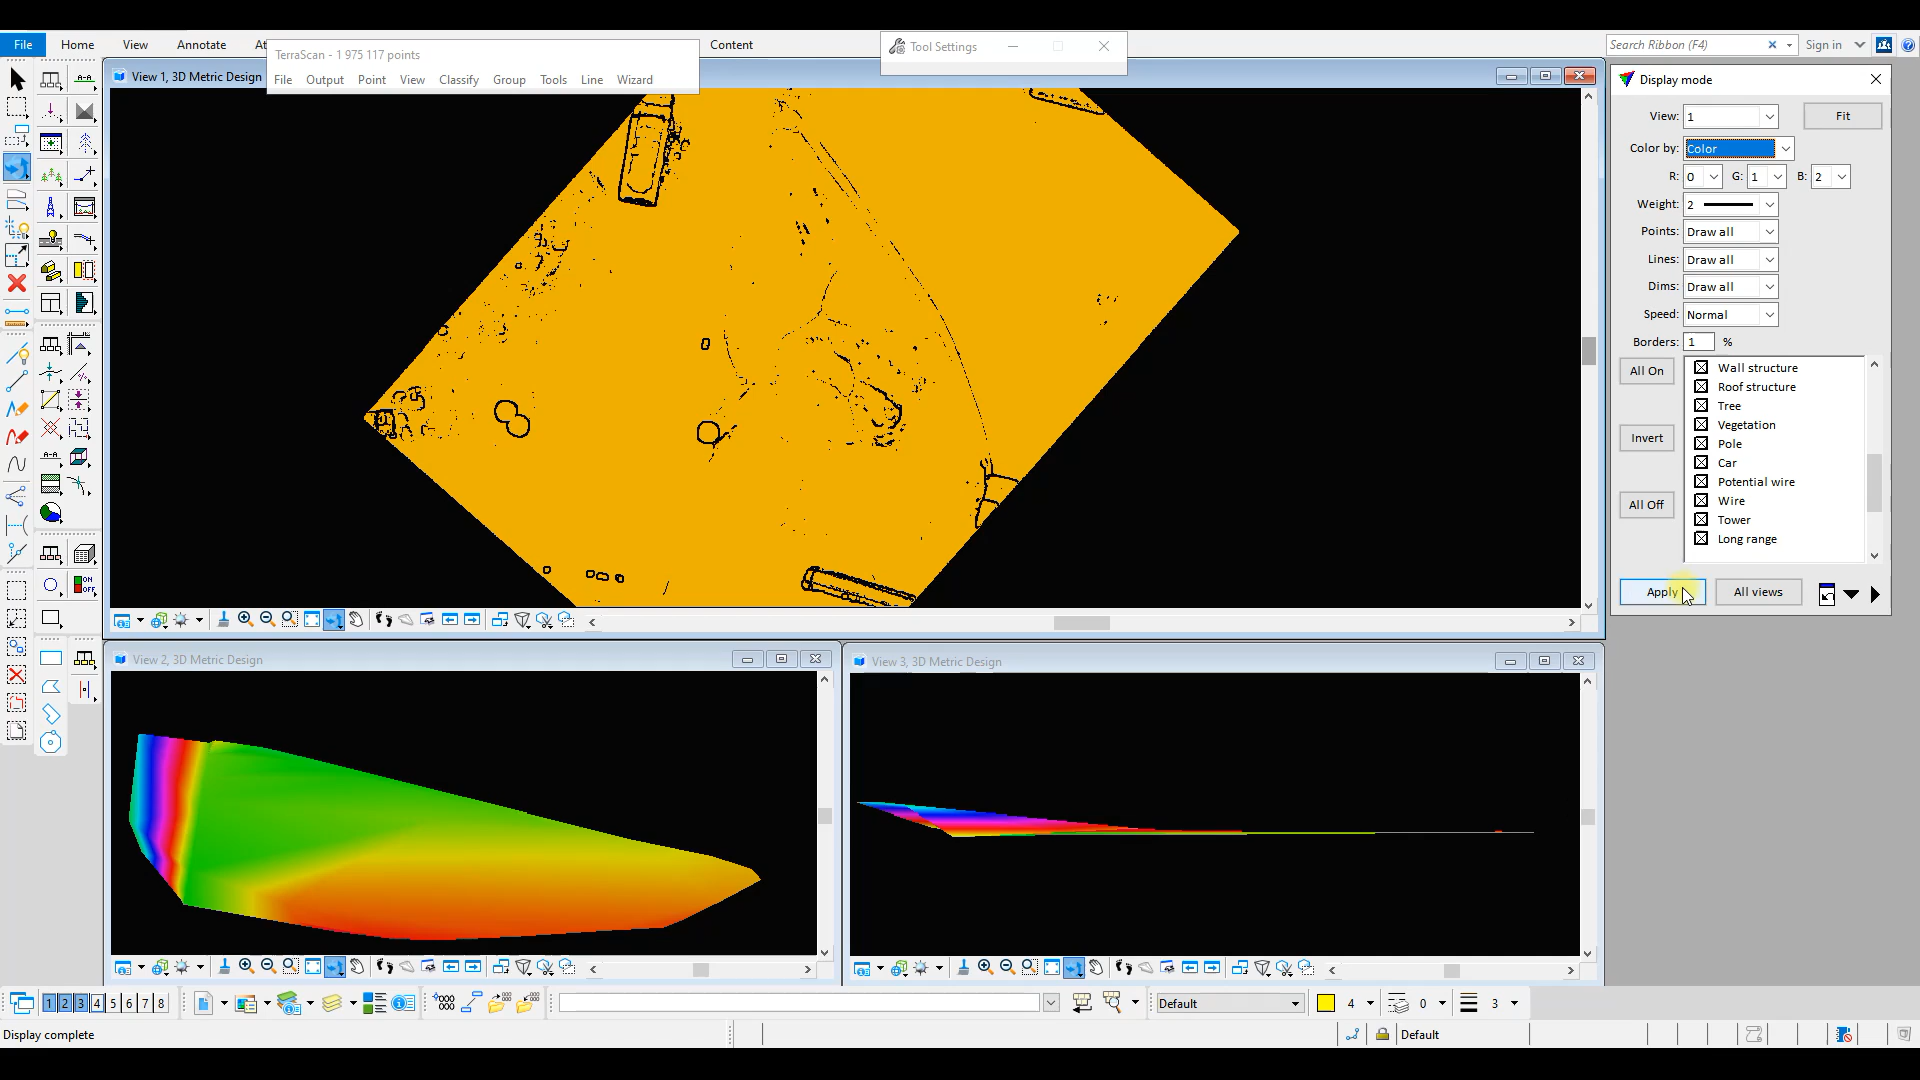 File
Home
View
Annotate
At
Content
Search Ribbon (F4)
Sign in
TerraScan - 1 975 117 points
File Output Point View Classify Group Tools Line Wizard
Tool Settings
View 1, 3D Metric Design
Display mode
View: 1
Fit
Color by: Color
R: 0 G: 1 B: 2
Weight: 2
Points: Draw all
Lines: Draw all
Dims: Draw all
Speed: Normal
Borders: 1 %
All On
Invert
All Off
Wall structure
Roof structure
Tree
Vegetation
Pole
Car
Potential wire
Wire
Tower
Long range
Apply
All views
ON
OFF
View 2, 3D Metric Design
View 3, 3D Metric Design
1 2 3 4 5 6 7 8
Default
4
0
3
Display complete
Default